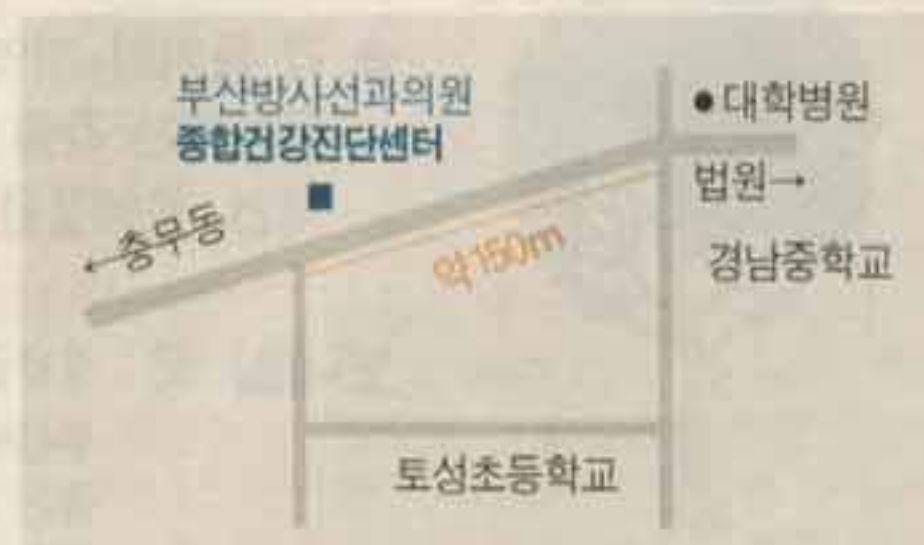 부산방사선과의원
종합건강진단센터
●대학병원
법원→
←충무동
약150m
경남중학교
토성초등학교